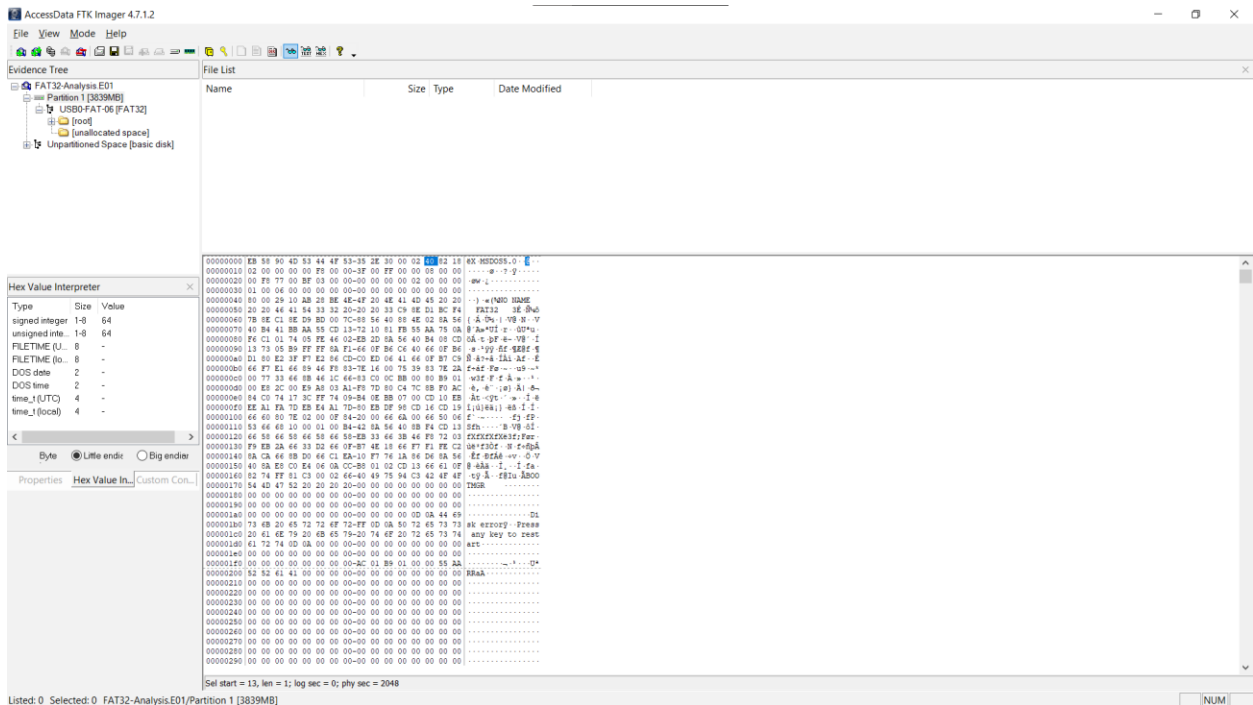 AccessData FTK Imager 4.7.1.2
File View Mode Help
Evidence Tree
FAT32-Analysis.E01
Partition 1 [3839MB]
USB0-FAT-06 [FAT32]
[root]
[unallocated space]
Unpartitioned Space [basic disk]
File List
Name Size Type Date Modified
Hex Value Interpreter
Type Size Value
signed integer 1-8 64
unsigned inte... 1-8 64
FILETIME (U... 8 -
FILETIME (lo... 8 -
DOS date 2 -
DOS time 2 -
time_t (UTC) 4 -
time_t (local) 4 -
Byte Little endia Big endian
Properties Hex Value In... Custom Con...
00000000 EB 58 90 4D 53 44 4F 53-35 2E 30 00 02 40 82 18 ëX·MSDOS5.0
00000010 02 00 00 00 00 F8 00 00-3F 00 FF 00 00 08 00 00
00000020 00 F8 77 00 BF 03 00 00-00 00 00 00 02 00 00 00
00000030 01 00 06 00 00 00 00 00-00 00 00 00 00 00 00 00
00000040 80 00 29 10 AB 28 BE 4E-4F 20 4E 41 4D 45 20 20
00000050 20 20 46 41 54 33 32 20-20 20 33 C9 8E D1 BC F4
00000060 7B 8E C1 8E D9 BD 00 7C-88 56 40 88 4E 02 8A 56
00000070 40 B4 41 BB AA 55 CD 13-72 10 81 FB 55 AA 75 0A
00000080 F6 C1 01 74 05 FE 46 02-EB 2D 8A 56 40 B4 08 CD
00000090 13 73 05 B9 FF FF 8A F1-66 0F B6 C6 40 66 0F B6
000000a0 D1 80 E2 3F F7 E2 86 CD-C0 ED 06 41 66 0F B7 C9
000000b0 66 F7 E1 66 89 46 F8 83-7E 16 00 75 39 83 7E 2A
000000c0 00 77 33 66 8B 46 1C 66-83 C0 0C BB 00 80 B9 01
000000d0 00 E8 2C 00 E9 A8 03 A1-F8 7D 80 C4 7C 8B F0 AC
000000e0 84 C0 74 17 3C FF 74 09-B4 0E BB 07 00 CD 10 EB
000000f0 EE A1 FA 7D EB E4 A1 7D-80 EB DF 98 CD 16 CD 19
00000100 66 60 80 7E 02 00 0F 84-20 00 66 6A 00 66 50 06
00000110 53 66 68 10 00 01 00 B4-42 8A 56 40 8B F4 CD 13
00000120 66 58 66 58 66 58 66 58-EB 33 66 3B 46 F8 72 03
00000130 F9 EB 2A 66 33 D2 66 0F-B7 4E 18 66 F7 F1 FE C2
00000140 8A CA 66 8B D0 66 C1 EA-10 F7 76 1A 86 D6 8A 56
00000150 40 8A E8 C0 E4 06 0A CC-B8 01 02 CD 13 66 61 0F
00000160 82 74 FF 81 C3 00 02 66-40 49 75 94 C3 42 4F 4F
00000170 54 4D 47 52 20 20 20 20-00 00 00 00 00 00 00 00 TMGR
00000180 00 00 00 00 00 00 00 00-00 00 00 00 00 00 00 00
00000190 00 00 00 00 00 00 00 00-00 00 00 00 00 00 00 00
000001a0 00 00 00 00 00 00 00 00-00 00 00 00 0D 0A 44 69 Di
000001b0 73 6B 20 65 72 72 6F 72-FF 0D 0A 50 72 65 73 73 sk errorÿ··Press
000001c0 20 61 6E 79 20 6B 65 79-20 74 6F 20 72 65 73 74 any key to rest
000001d0 61 72 74 0D 0A 00 00 00-00 00 00 00 00 00 00 00 art
000001e0 00 00 00 00 00 00 00 00-00 00 00 00 00 00 00 00
000001f0 00 00 00 00 00 00 00 00-AC 01 B9 01 00 00 55 AA
00000200 52 52 61 41 00 00 00 00-00 00 00 00 00 00 00 00 RRaA
00000210 00 00 00 00 00 00 00 00-00 00 00 00 00 00 00 00
00000220 00 00 00 00 00 00 00 00-00 00 00 00 00 00 00 00
00000230 00 00 00 00 00 00 00 00-00 00 00 00 00 00 00 00
00000240 00 00 00 00 00 00 00 00-00 00 00 00 00 00 00 00
00000250 00 00 00 00 00 00 00 00-00 00 00 00 00 00 00 00
00000260 00 00 00 00 00 00 00 00-00 00 00 00 00 00 00 00
00000270 00 00 00 00 00 00 00 00-00 00 00 00 00 00 00 00
00000280 00 00 00 00 00 00 00 00-00 00 00 00 00 00 00 00
00000290 00 00 00 00 00 00 00 00-00 00 00 00 00 00 00 00
Sel start = 13, len = 1; log sec = 0; phy sec = 2048
Listed: 0 Selected: 0 FAT32-Analysis.E01/Partition 1 [3839MB] NUM